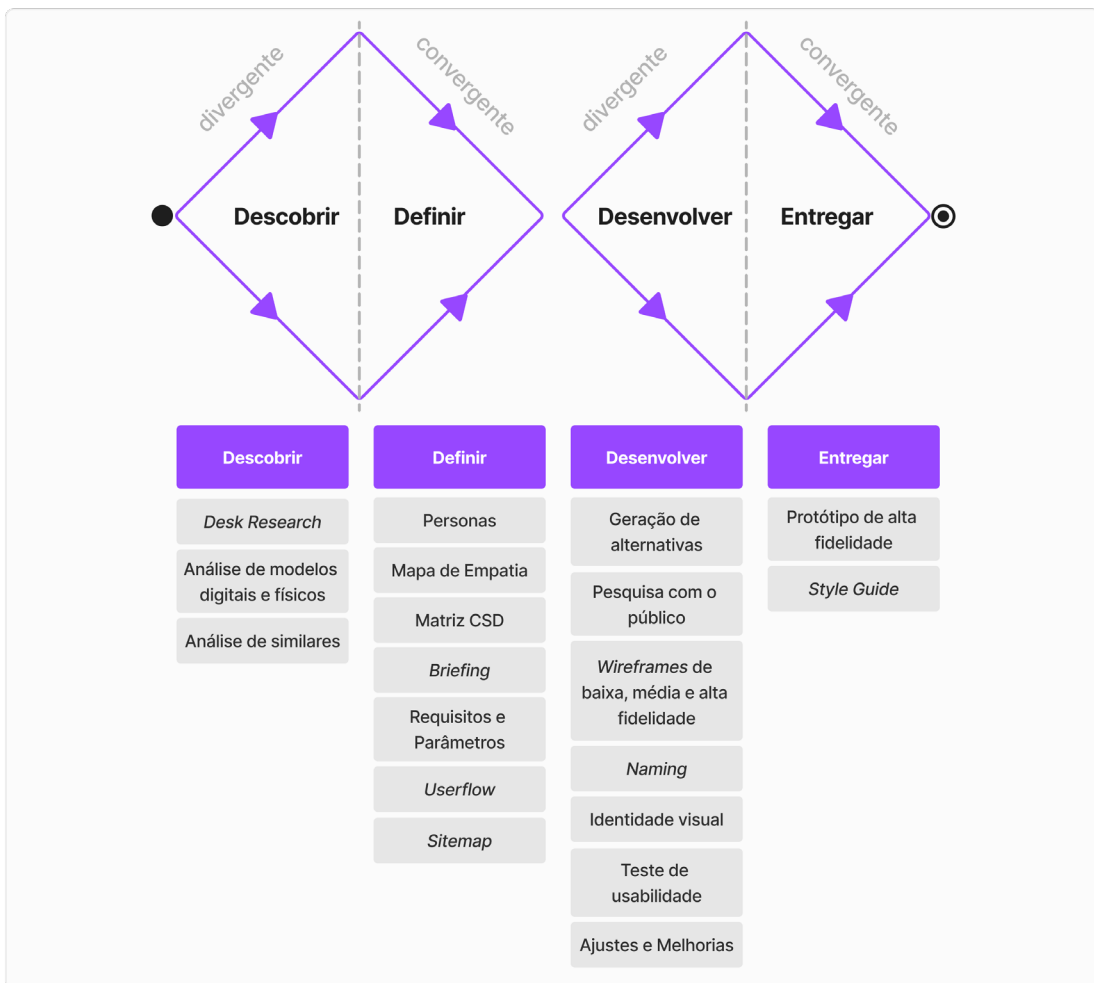 divergente
convergente
divergente
convergente
Descobrir
Definir
Desenvolver
Entregar
Descobrir
Desk Research
Análise de modelos
digitais e físicos
Análise de similares
Definir
Personas
Mapa de Empatia
Matriz CSD
Briefing
Requisitos e
Parâmetros
Userflow
Sitemap
Desenvolver
Geração de
alternativas
Pesquisa com o
público
Wireframes de
baixa, média e alta
fidelidade
Naming
Identidade visual
Teste de
usabilidade
Ajustes e Melhorias
Entregar
Protótipo de alta
fidelidade
Style Guide